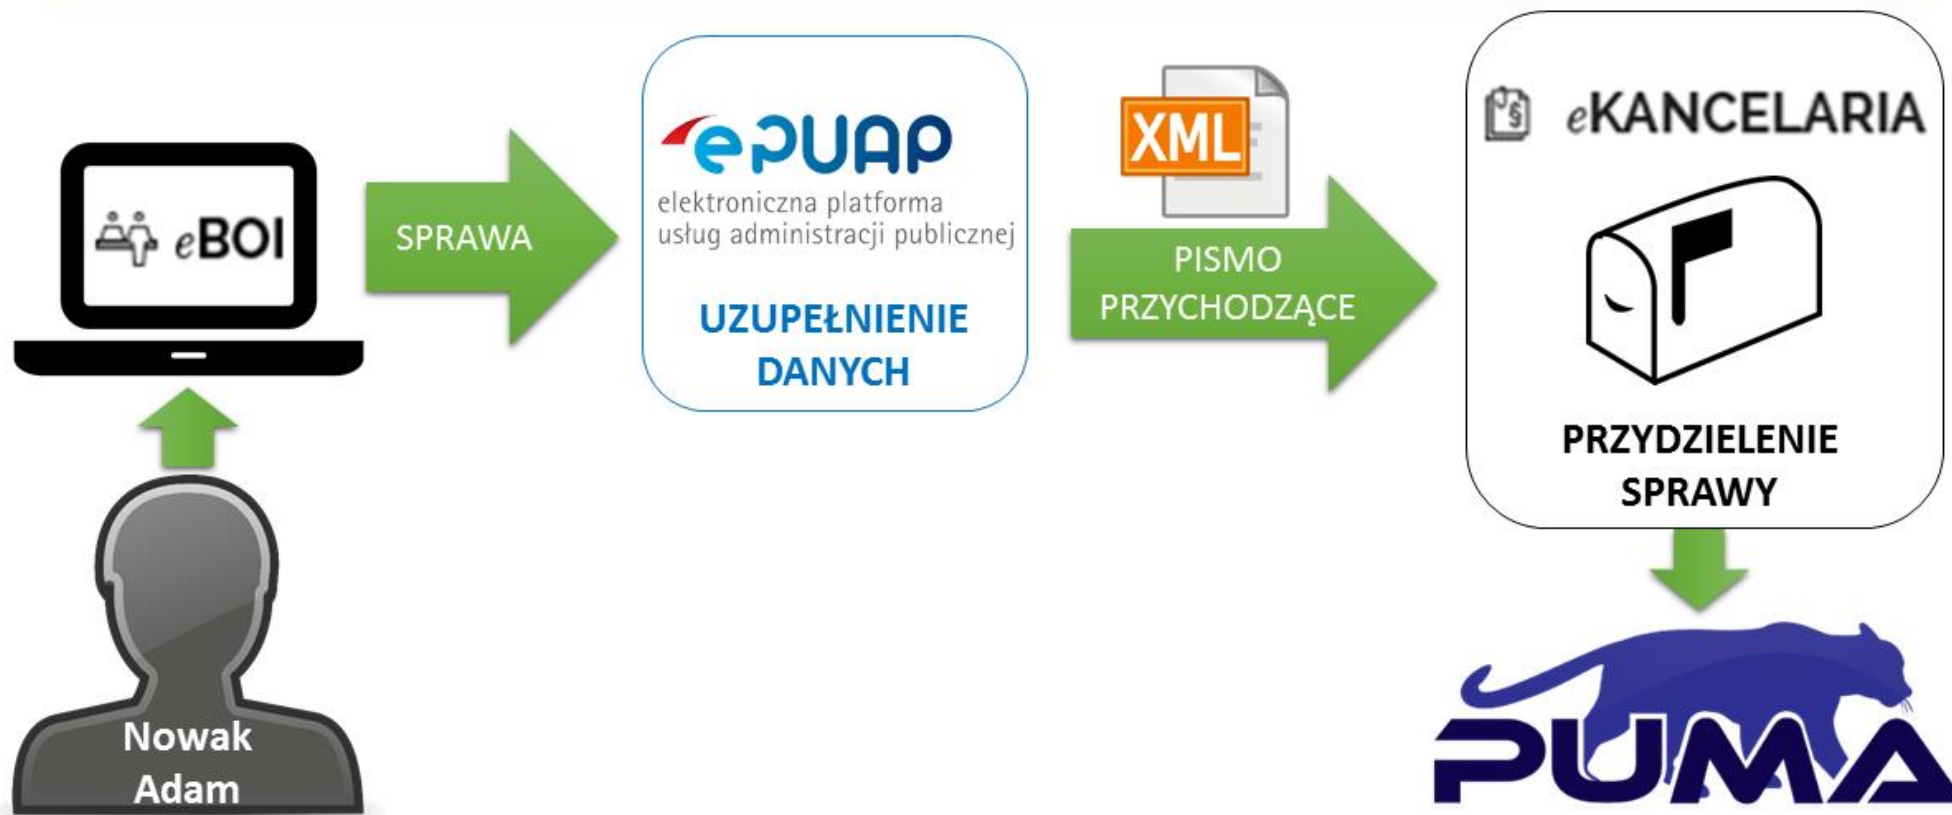 eBOI
SPRAWA
ePUAP
elektroniczna platforma
usług administracji publicznej
UZUPEŁNIENIE
DANYCH
XML
PISMO
PRZYCHODZĄCE
§
eKANCELARIA
PRZYDZIELENIE
SPRAWY
Nowak
Adam
PUMA